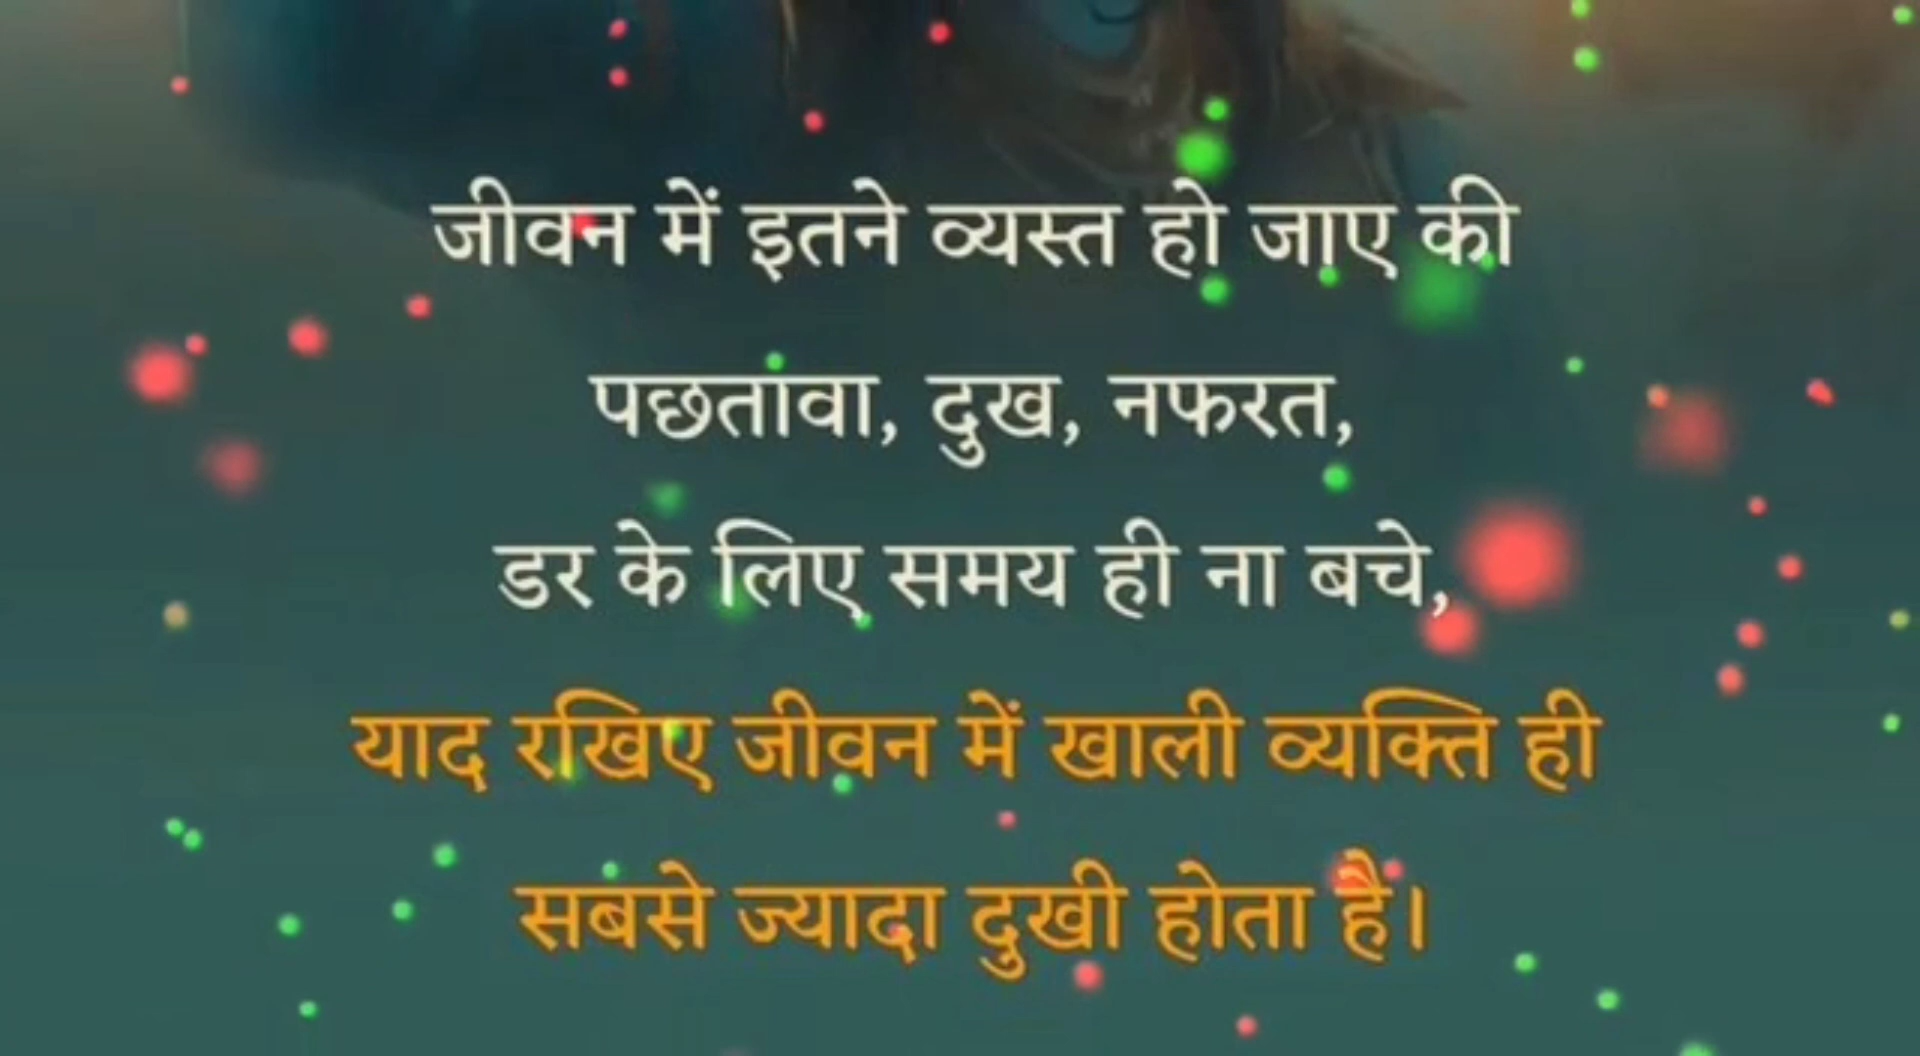 जीवन में इतने व्यस्त हो जाए की
पछतावा, दुख, नफरत,
डर के लिए समय ही ना बचे,
याद रखिए जीवन में खाली व्यक्ति ही
सबसे ज्यादा दुखी होता है।